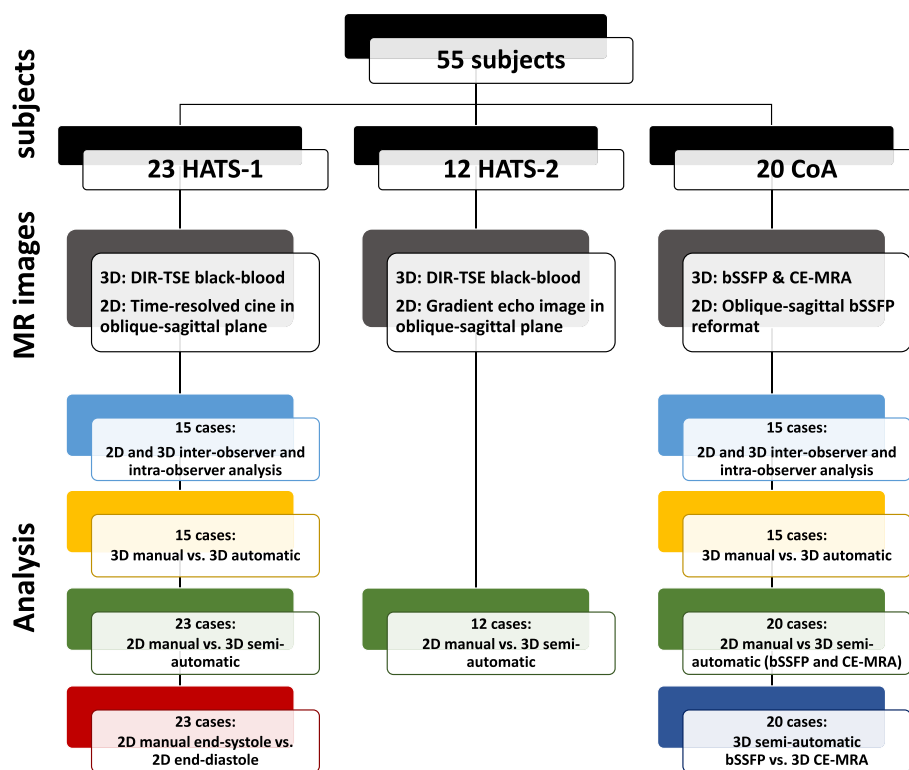 subjects
55 subjects
23 HATS-1
12 HATS-2
20 CoA
MR images
3D: DIR-TSE black-blood
2D: Time-resolved cine in
oblique-sagittal plane
3D: DIR-TSE black-blood
2D: Gradient echo image in
oblique-sagittal plane
3D: bSSFP & CE-MRA
2D: Oblique-sagittal bSSFP
reformat
Analysis
15 cases:
2D and 3D inter-observer and
intra-observer analysis
15 cases:
2D and 3D inter-observer and
intra-observer analysis
15 cases:
3D manual vs. 3D automatic
15 cases:
3D manual vs. 3D automatic
23 cases:
2D manual vs. 3D semi-
automatic
12 cases:
2D manual vs. 3D semi-
automatic
20 cases:
2D manual vs 3D semi-
automatic (bSSFP and CE-MRA)
23 cases:
2D manual end-systole vs.
2D end-diastole
20 cases:
3D semi-automatic
bSSFP vs. 3D CE-MRA